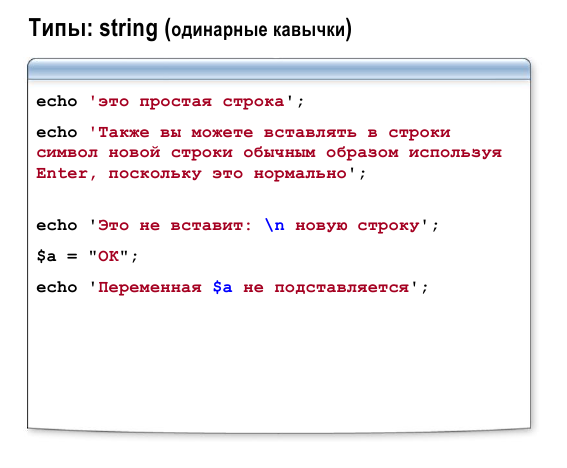 Типы: string (одинарные кавычки)
echo 'это простая строка';
echo 'Также вы можете вставлять в строки
символ новой строки обычным образом используя
Enter, поскольку это нормально';
echo 'Это не вставит: \n новую строку';
$a = "OK";
echo 'Переменная $a не подставляется';